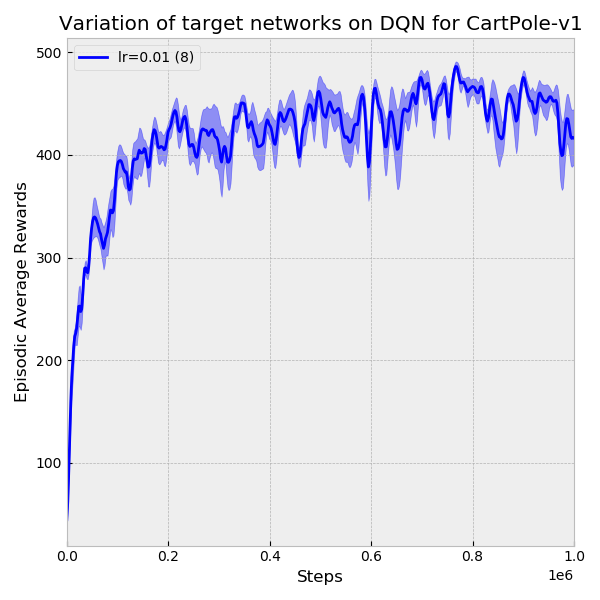 Variation of target networks on DQN for CartPole-v1
lr=0.01 (8)
Episodic Average Rewards
500
400
300
200
100
0.0
0.2
0.4
0.6
0.8
1.0
1e6
Steps